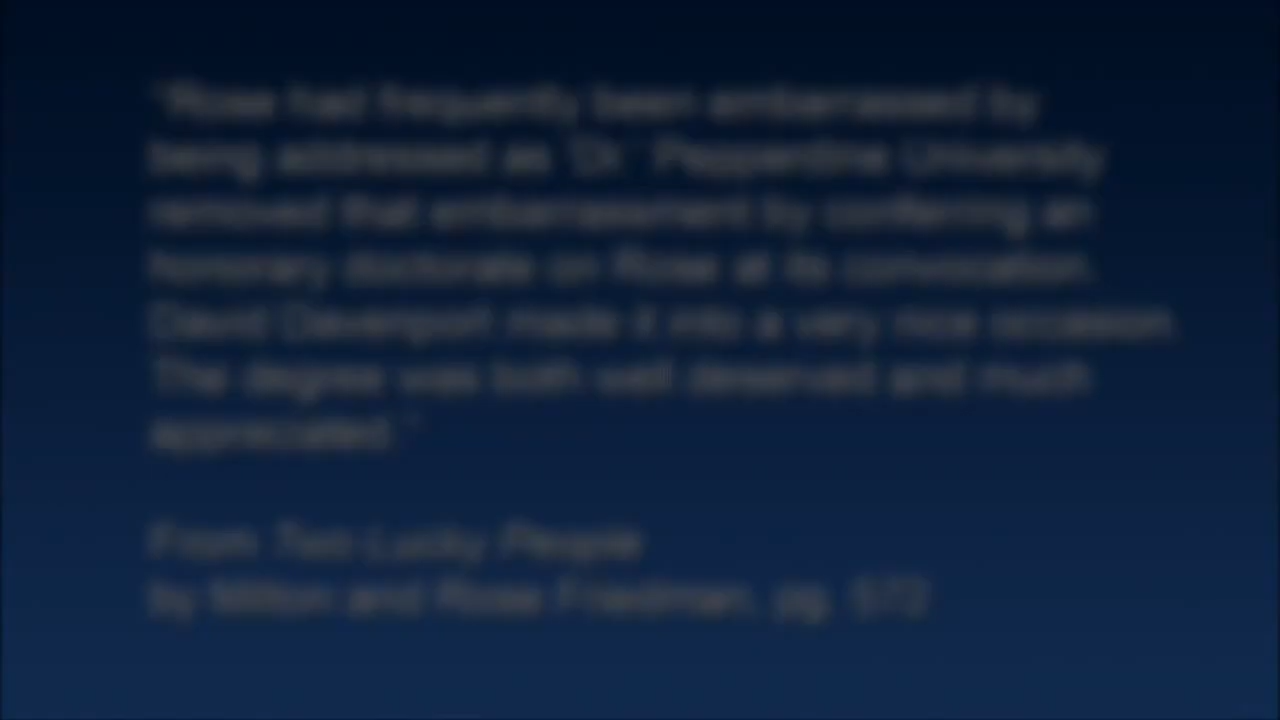 "Rose had frequently been embarrassed by
being addressed as 'Dr.' Pepperdine University
removed that embarrassment by conferring an
honorary doctorate on Rose at its convocation.
David Davenport made it into a very nice occasion.
The degree was both well deserved and much
appreciated."
From Two Lucky People
by Milton and Rose Friedman, pg. 572